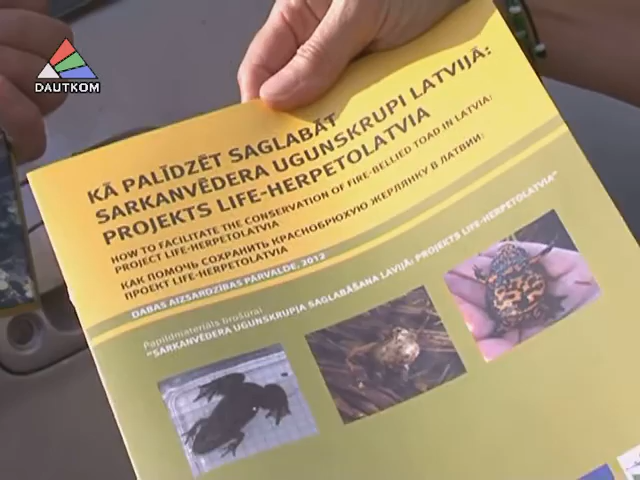 DAUTKOM
KĀ PALĪDZĒT SAGLABĀT
SARKANVĒDERA UGUNSKRUPI LATVIJĀ:
PROJEKTS LIFE-HERPETOLATVIA
HOW TO FACILITATE THE CONSERVATION OF FIRE-BELLIED TOAD IN LATVIA:
PROJECT LIFE-HERPETOLATVIA
КАК ПОМОЧЬ СОХРАНИТЬ КРАСНОБРЮХУЮ ЖЕРЛЯНКУ В ЛАТВИИ:
ПРОЕКТ LIFE-HERPETOLATVIA
DABAS AIZSARDZĪBAS PĀRVALDE, 2012
Papildmateriāls brošūrai
"SARKANVĒDERA UGUNSKRUPJA SAGLABĀŠANA LAVIJĀ: PROJEKTS LIFE-HERPETOLATVIA"